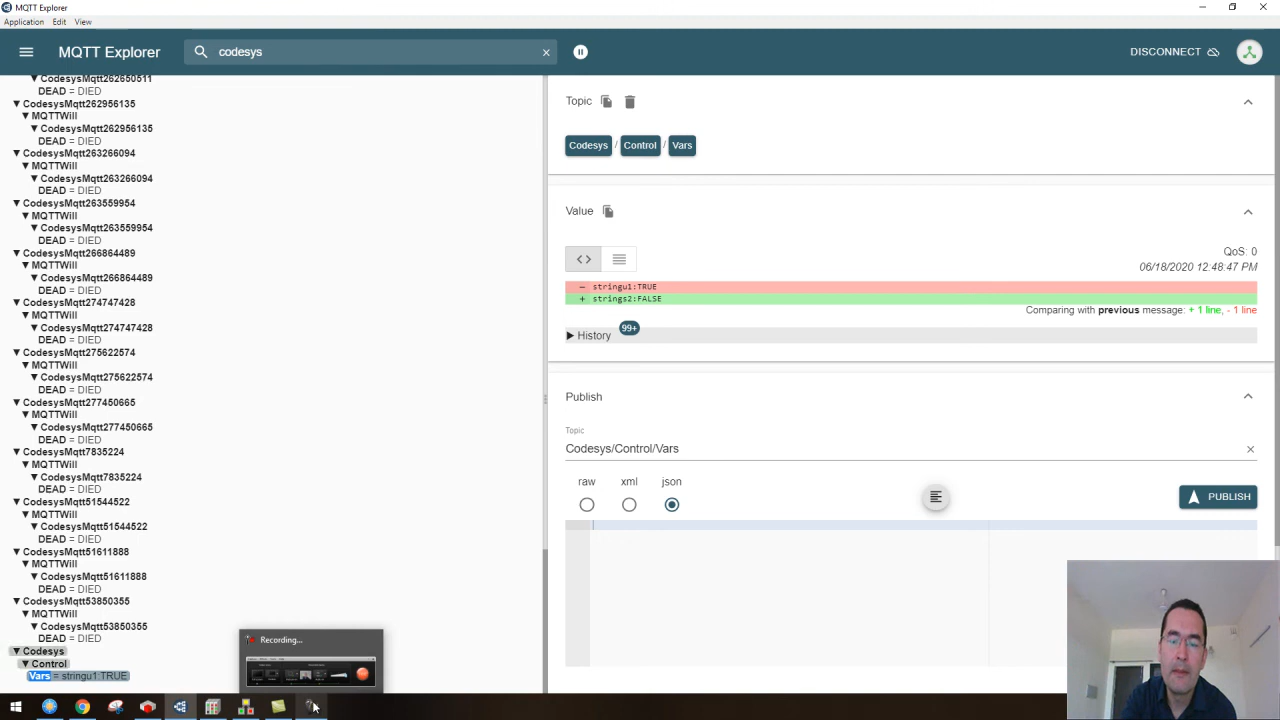 MQTT Explorer
Application Edit View
MQTT Explorer
codesys
DISCONNECT
CodesysMqtt262650511
DEAD = DIED
CodesysMqtt262956135
MQTTWill
CodesysMqtt262956135
DEAD = DIED
CodesysMqtt263266094
MQTTWill
CodesysMqtt263266094
DEAD = DIED
CodesysMqtt263559954
MQTTWill
CodesysMqtt263559954
DEAD = DIED
CodesysMqtt266864489
MQTTWill
CodesysMqtt266864489
DEAD = DIED
CodesysMqtt274747428
MQTTWill
CodesysMqtt274747428
DEAD = DIED
CodesysMqtt275622574
MQTTWill
CodesysMqtt275622574
DEAD = DIED
CodesysMqtt277450665
MQTTWill
CodesysMqtt277450665
DEAD = DIED
CodesysMqtt7835224
MQTTWill
CodesysMqtt7835224
DEAD = DIED
CodesysMqtt51544522
MQTTWill
CodesysMqtt51544522
DEAD = DIED
CodesysMqtt51611888
MQTTWill
CodesysMqtt51611888
DEAD = DIED
CodesysMqtt53850355
MQTTWill
CodesysMqtt53850355
DEAD = DIED
Codesys
Control
Vars = stringu1:TRUE
Topic
Codesys / Control / Vars
Value
QoS: 0
06/18/2020 12:48:47 PM
- stringu1:TRUE
+ strings2:FALSE
Comparing with previous message: + 1 line, - 1 line
History 99+
Publish
Topic
Codesys/Control/Vars
raw xml json
PUBLISH
Recording...